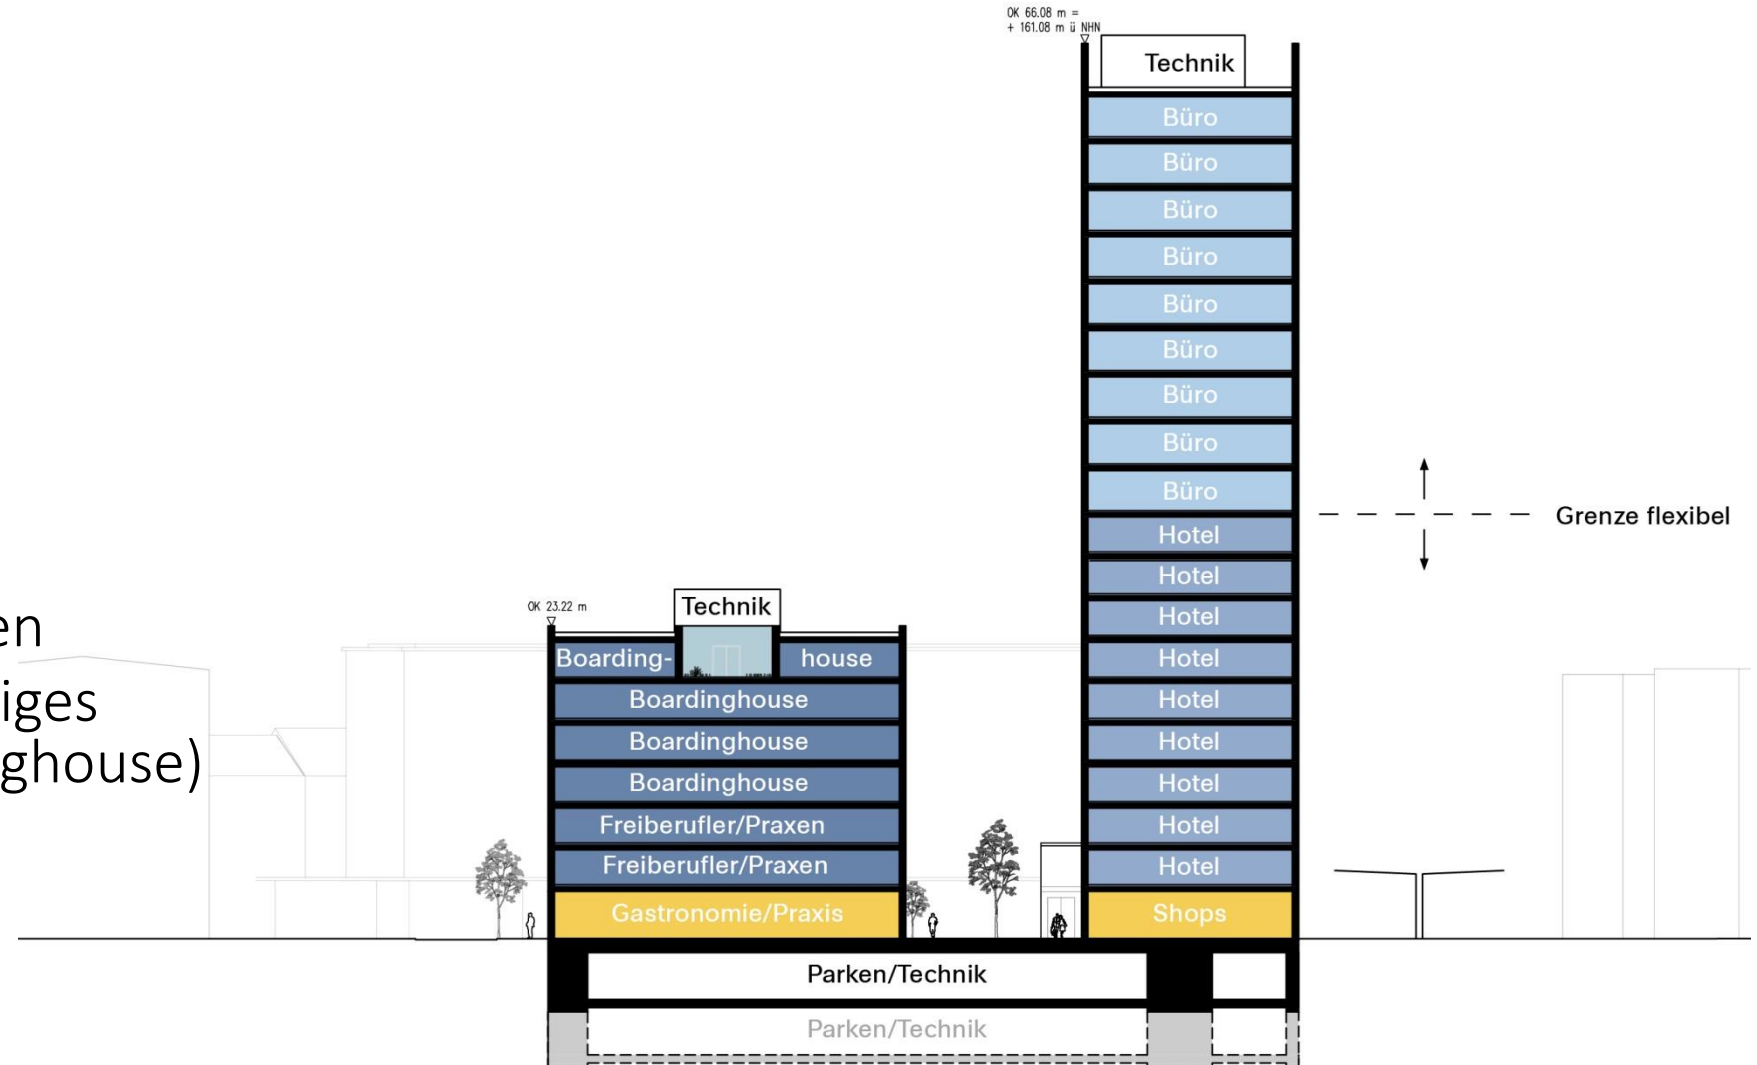 OK 66.08 m =
+ 161.08 m ü NHN
Technik
Büro
Büro
Büro
Büro
Büro
Büro
Büro
Büro
Büro
Grenze flexibel
Hotel
Hotel
Hotel
Hotel
Hotel
Hotel
Hotel
Hotel
Hotel
Shops
OK 23.22 m
Technik
Boarding- house
Boardinghouse
Boardinghouse
Boardinghouse
Freiberufler/Praxen
Freiberufler/Praxen
Gastronomie/Praxis
Parken/Technik
Parken/Technik
en
iges
ghouse)